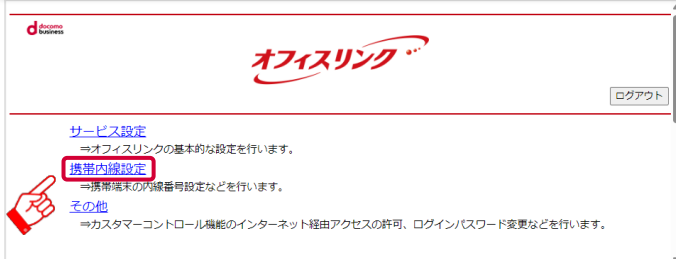 docomo
business
オフィスリンク
ログアウト
サービス設定
⇒オフィスリンクの基本的な設定を行います。
携帯内線設定
⇒携帯端末の内線番号設定などを行います。
その他
⇒カスタマーコントロール機能のインターネット経由アクセスの許可、ログインパスワード変更などを行います。